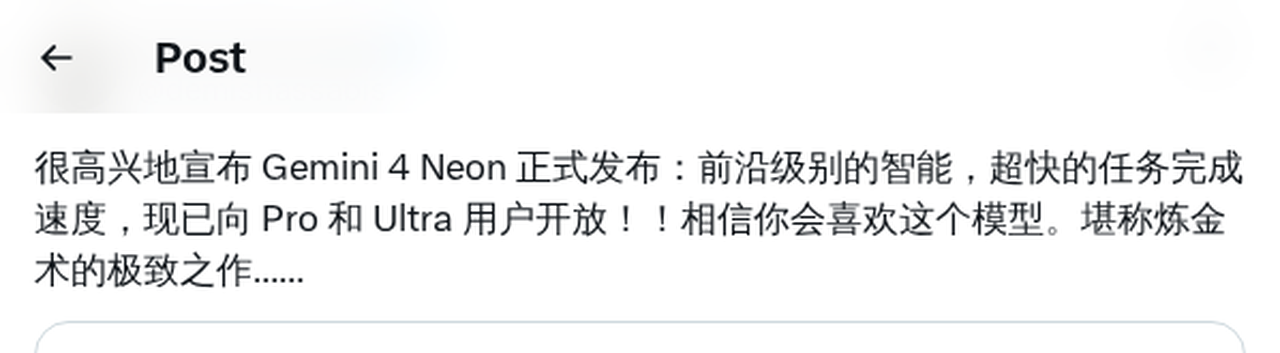 Post
很高兴地宣布 Gemini 4 Neon 正式发布：前沿级别的智能，超快的任务完成
速度，现已向 Pro 和 Ultra 用户开放！！相信你会喜欢这个模型。堪称炼金
术的极致之作......